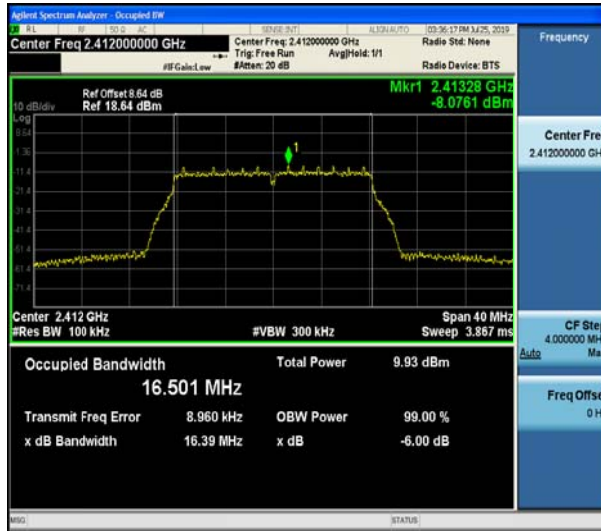 Agilent Spectrum Analyzer - Occupied BW
RL RF 50 Ω AC SENSE:INT ALIGN AUTO 03:36:17 PM Jul 25, 2019
Center Freq 2.412000000 GHz
Center Freq: 2.412000000 GHz
Radio Std: None
Trig: Free Run Avg|Hold: 1/1
#IFGain:Low #Atten: 20 dB Radio Device: BTS
Frequency
Ref Offset 8.64 dB
Mkr1 2.41328 GHz
10 dB/div Ref 18.64 dBm -8.0761 dBm
Log
8.64
1
-1.36
-11.4
-21.4
-31.4
-41.4
-51.4
-61.4
-71.4
Center Fre
2.412000000 GH
Center 2.412 GHz Span 40 MHz
#Res BW 100 kHz #VBW 300 kHz Sweep 3.867 ms
CF Ste
4.000000 MH
Auto Ma
Occupied Bandwidth Total Power 9.93 dBm
16.501 MHz
Freq Offse
0 H
Transmit Freq Error 8.960 kHz OBW Power 99.00 %
x dB Bandwidth 16.39 MHz x dB -6.00 dB
MSG STATUS